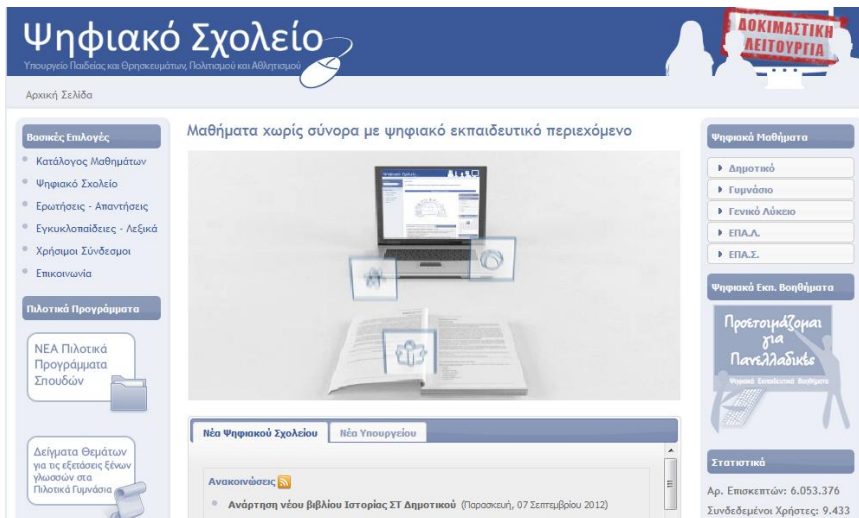 Ψηφιακό Σχολείο
Υπουργείο Παιδείας και Θρησκευμάτων, Πολιτισμού και Αθλητισμού
ΔΟΚΙΜΑΣΤΙΚΗ
ΛΕΙΤΟΥΡΓΙΑ
Αρχική Σελίδα
Βασικές Επιλογές
Κατάλογος Μαθημάτων
Ψηφιακό Σχολείο
Ερωτήσεις - Απαντήσεις
Εγκυκλοπαίδειες - Λεξικά
Χρήσιμοι Σύνδεσμοι
Επικοινωνία
Πιλοτικά Προγράμματα
ΝΕΑ Πιλοτικά
Προγράμματα
Σπουδών
Δείγματα Θεμάτων
για τις εξετάσεις ξένων
γλωσσών στα
Πιλοτικά Γυμνάσια
Μαθήματα χωρίς σύνορα με ψηφιακό εκπαιδευτικό περιεχόμενο
Νέα Ψηφιακού Σχολείου
Νέα Υπουργείου
Ανακοινώσεις
Ανάρτηση νέου βιβλίου Ιστορίας ΣΤ Δημοτικού (Παρασκευή, 07 Σεπτεμβρίου 2012)
Ψηφιακά Μαθήματα
Δημοτικό
Γυμνάσιο
Γενικό Λύκειο
ΕΠΑ.Λ.
ΕΠΑ.Σ.
Ψηφιακά Εκπ. Βοηθήματα
Προετοιμάζομαι
για
Πανελλαδικές
Ψηφιακά Εκπαιδευτικά Βοηθήματα
Στατιστικά
Αρ. Επισκεπτών: 6.053.376
Συνδεδεμένοι Χρήστες: 9.433